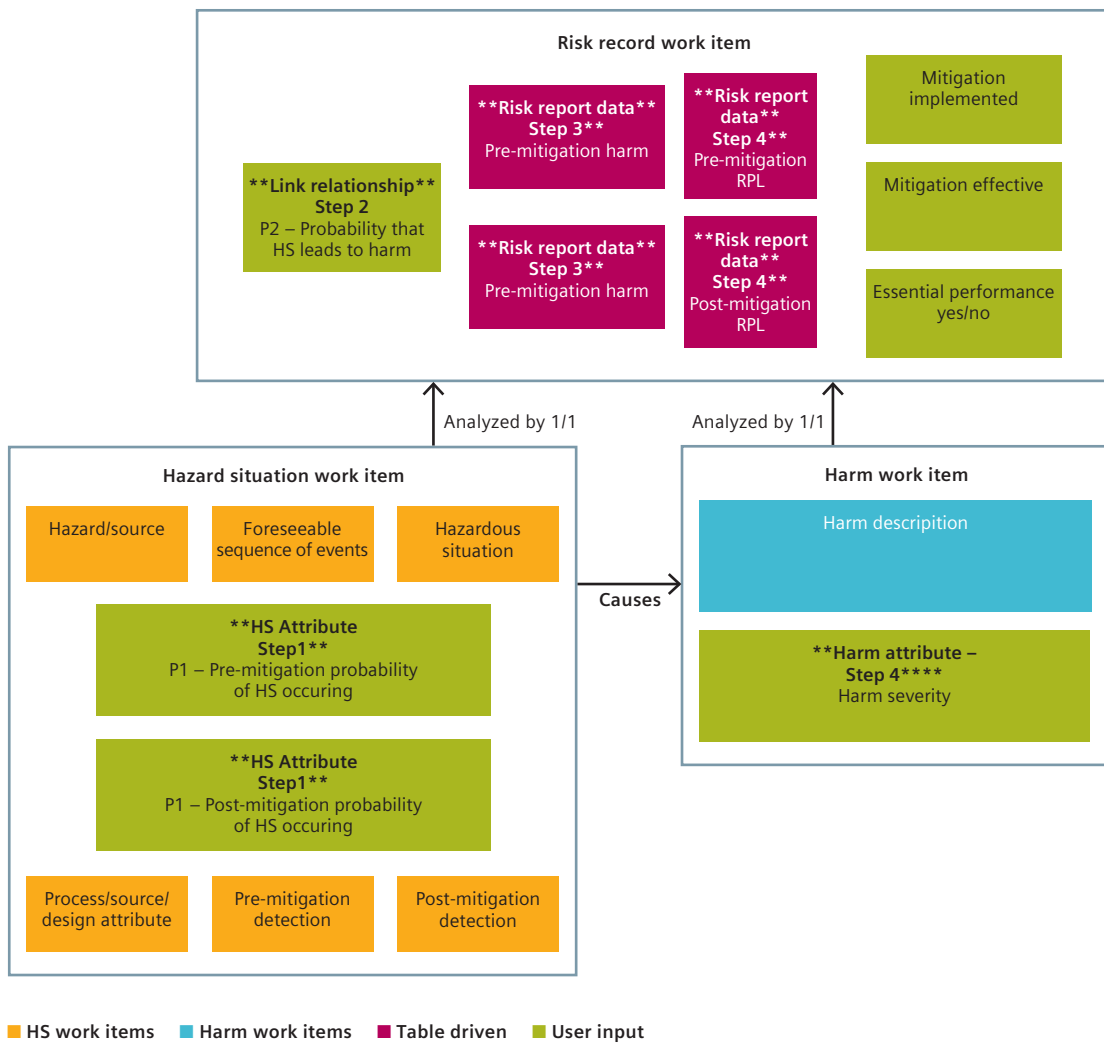 Risk record work item
**Link relationship**
Step 2
P2 – Probability that
HS leads to harm
**Risk report data**
Step 3**
Pre-mitigation harm
**Risk report
data**
Step 4**
Pre-mitigation
RPL
**Risk report data**
Step 3**
Pre-mitigation harm
**Risk report
data**
Step 4**
Post-mitigation
RPL
Mitigation
implemented
Mitigation effective
Essential performance
yes/no
Analyzed by 1/1
Analyzed by 1/1
Hazard situation work item
Hazard/source
Foreseeable
sequence of events
Hazardous
situation
**HS Attribute
Step1**
P1 – Pre-mitigation probability
of HS occuring
**HS Attribute
Step1**
P1 – Post-mitigation probability
of HS occuring
Process/source/
design attribute
Pre-mitigation
detection
Post-mitigation
detection
Causes
Harm work item
Harm descripition
**Harm attribute –
Step 4****
Harm severity
HS work items
Harm work items
Table driven
User input